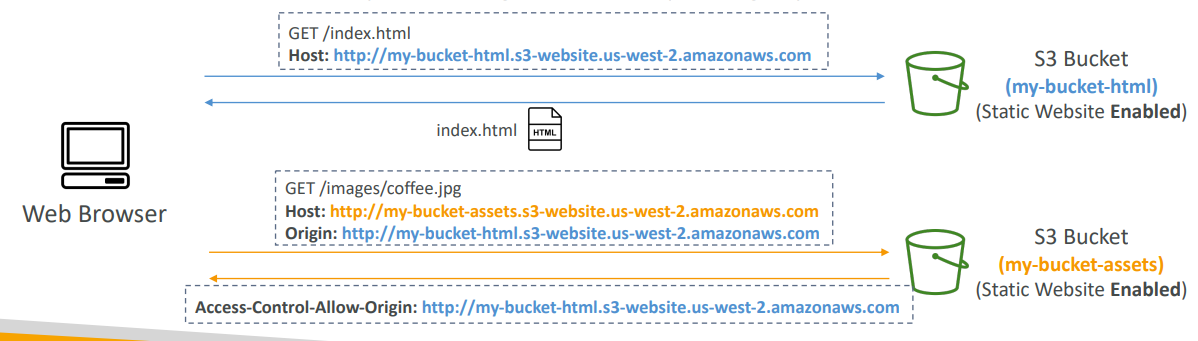 GET /index.html
Host: http://my-bucket-html.s3-website.us-west-2.amazonaws.com
S3 Bucket
(my-bucket-html)
(Static Website Enabled)
index.html
HTML
Web Browser
GET /images/coffee.jpg
Host: http://my-bucket-assets.s3-website.us-west-2.amazonaws.com
Origin: http://my-bucket-html.s3-website.us-west-2.amazonaws.com
S3 Bucket
(my-bucket-assets)
(Static Website Enabled)
Access-Control-Allow-Origin: http://my-bucket-html.s3-website.us-west-2.amazonaws.com